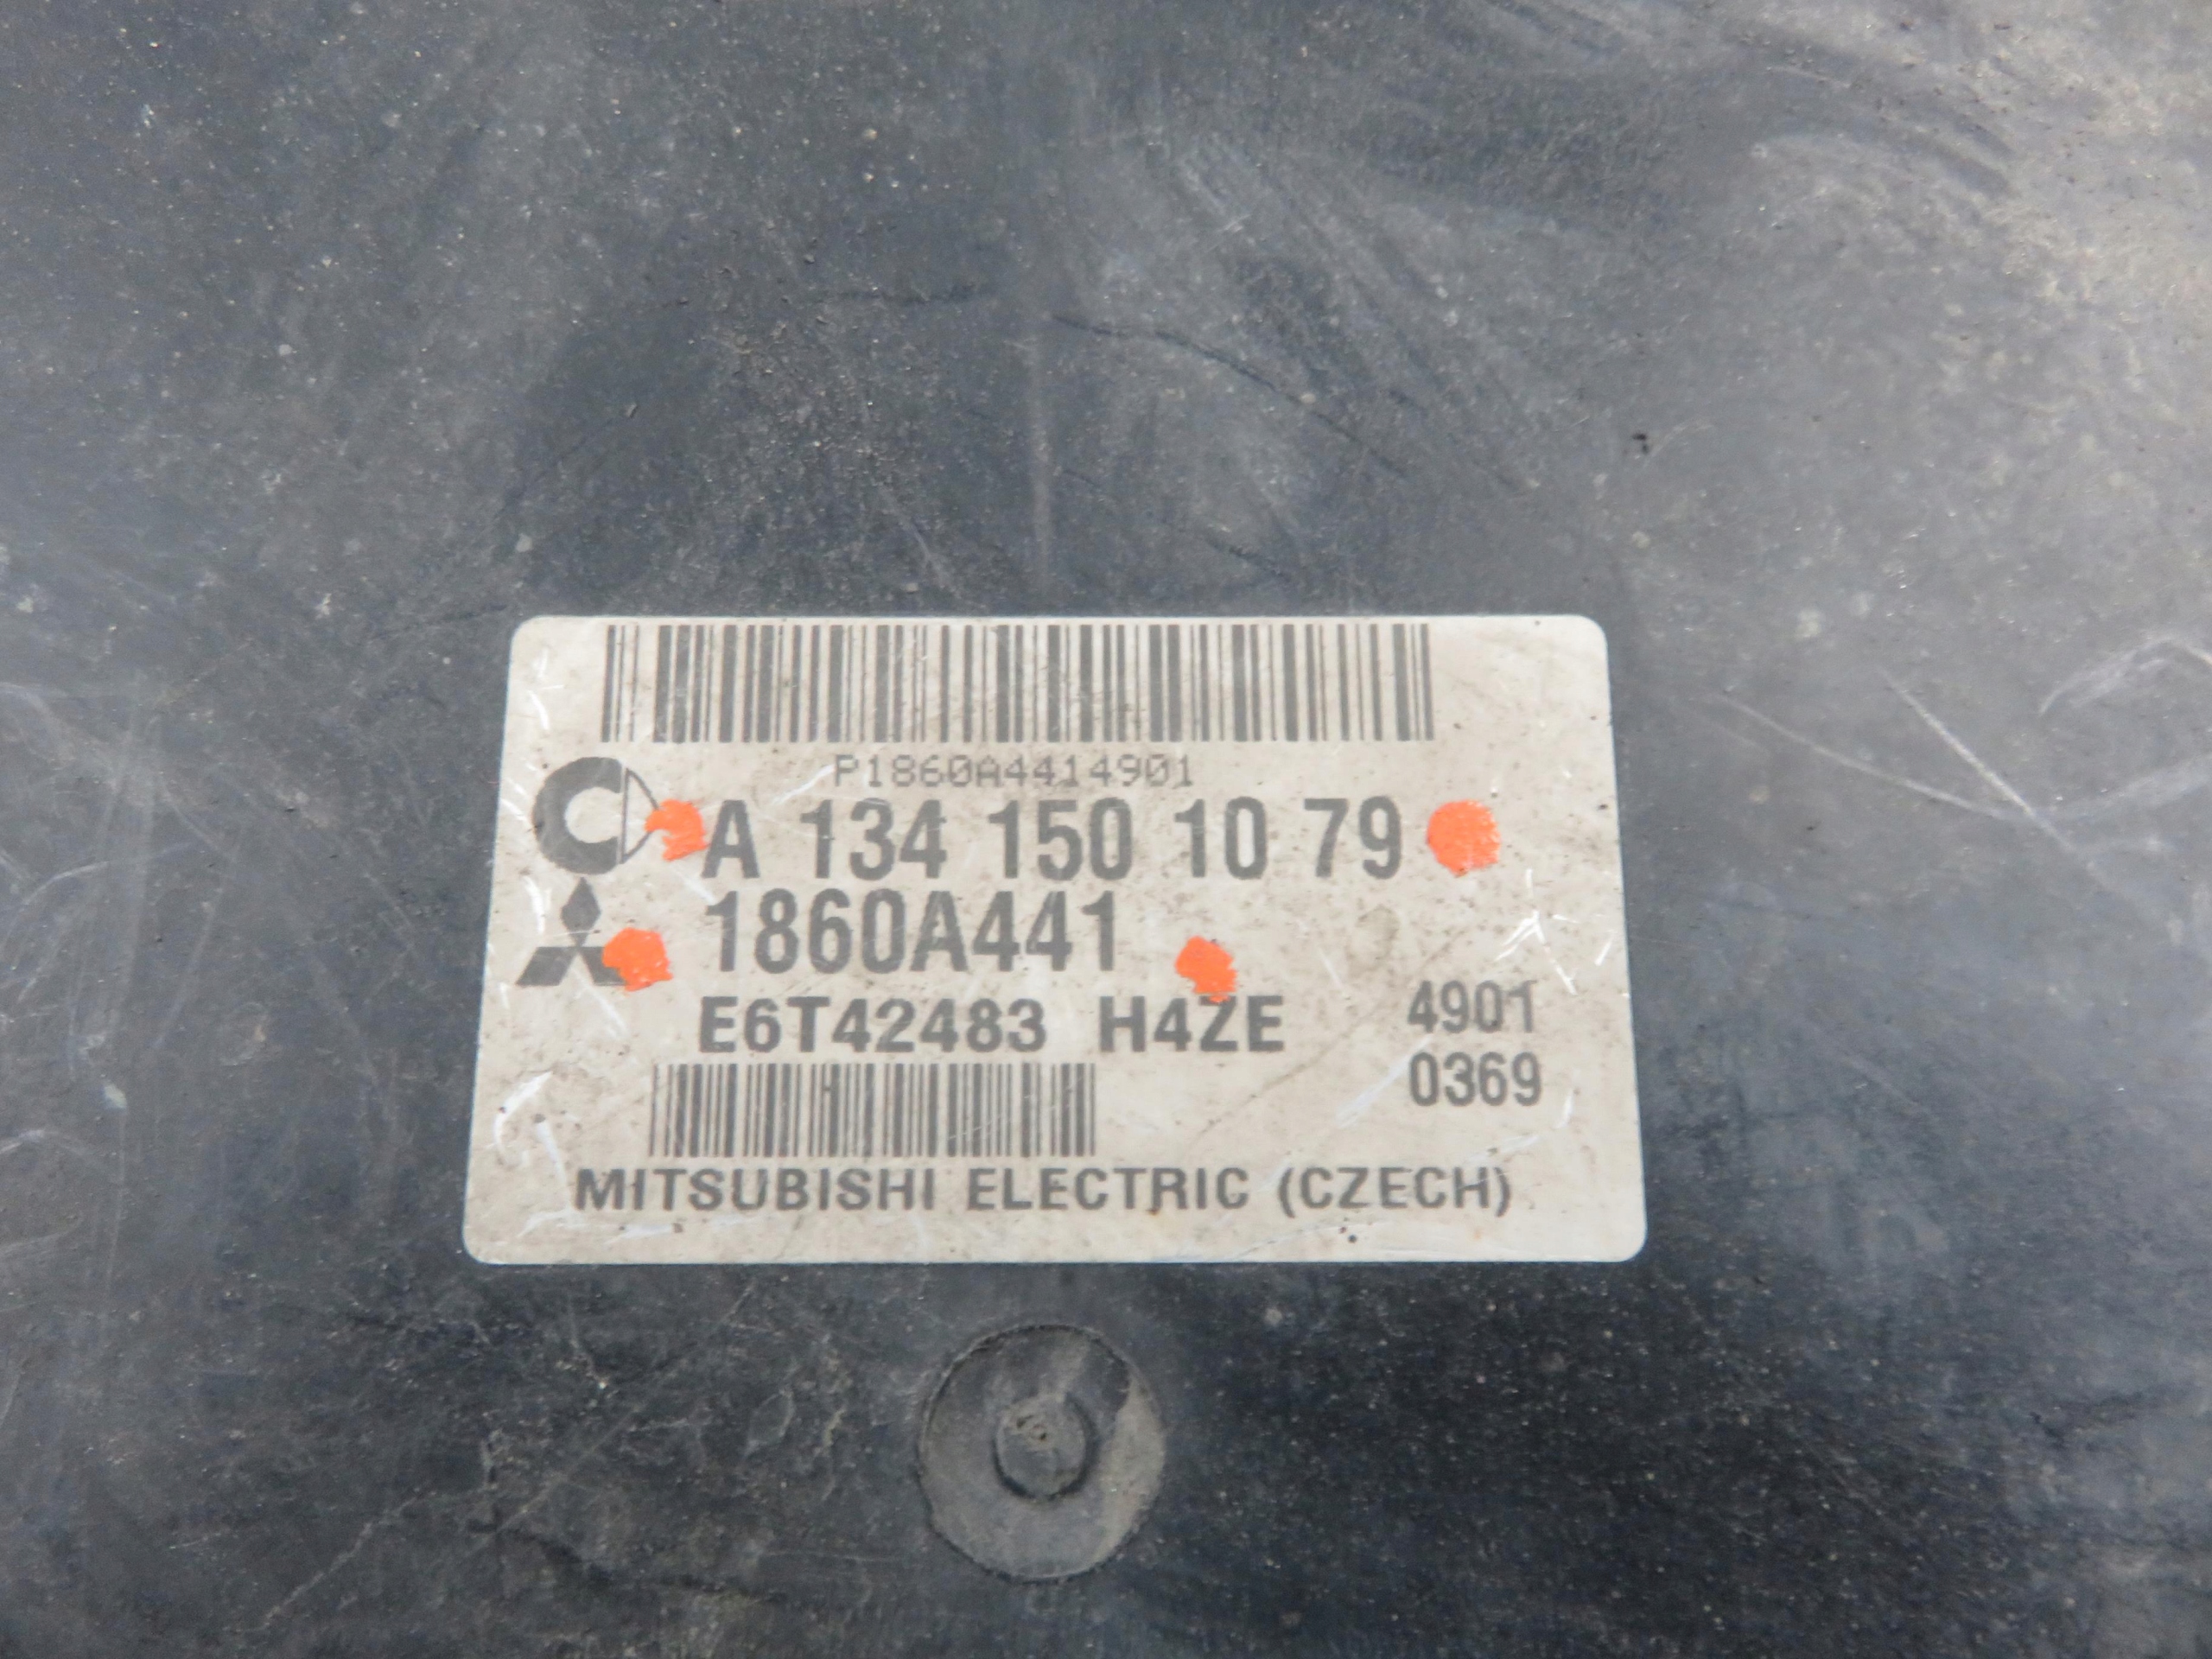 P1860A4414901
A 134 150 10 79
1860A441
E6T42483 H4ZE 4901
0369
MITSUBISHI ELECTRIC (CZECH)